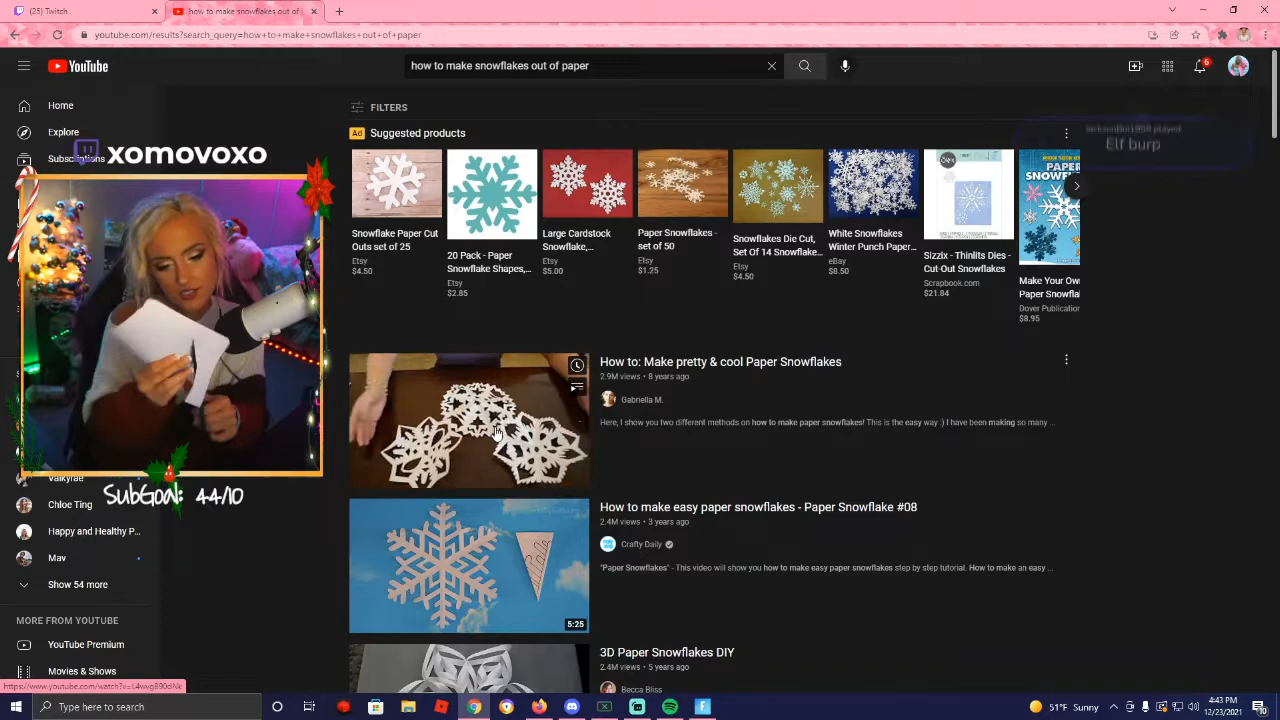 (25) Twitch
how to make snowflakes out of
youtube.com/results?search_query=how+to+make+snowflakes+out+of+paper
YouTube
how to make snowflakes out of paper
6
Home
Explore
Subscriptions
xomovoxo
FILTERS
Ad Suggested products
played
Elf burp
Snowflake Paper Cut
Outs set of 25
Etsy
$4.50
20 Pack - Paper
Snowflake Shapes,...
Etsy
$2.85
Large Cardstock
Snowflake,...
Etsy
$5.00
Paper Snowflakes -
set of 50
Etsy
$1.25
Snowflakes Die Cut,
Set Of 14 Snowflake...
Etsy
$4.50
White Snowflakes
Winter Punch Paper...
eBay
$8.50
Sizzix - Thinlits Dies -
Cut-Out Snowflakes
Scrapbook.com
$21.84
Make Your Own
Paper Snowflak
Dover Publication
$8.95
How to: Make pretty & cool Paper Snowflakes
2.9M views • 8 years ago
Gabriella M.
Here, I show you two different methods on how to make paper snowflakes! This is the easy way :) I have been making so many ...
How to make easy paper snowflakes - Paper Snowflake #08
2.4M views • 3 years ago
Crafty Daily
"Paper Snowflakes" - This video will show you how to make easy paper snowflakes step by step tutorial. How to make an easy ...
5:25
3D Paper Snowflakes DIY
2.4M views • 5 years ago
Becca Bliss
Valkyrae
SubGoal: 44/10
Chloe Ting
Happy and Healthy P...
Mav
Show 54 more
MORE FROM YOUTUBE
YouTube Premium
Movies & Shows
Type here to search
51°F Sunny
4:43 PM
12/23/2021